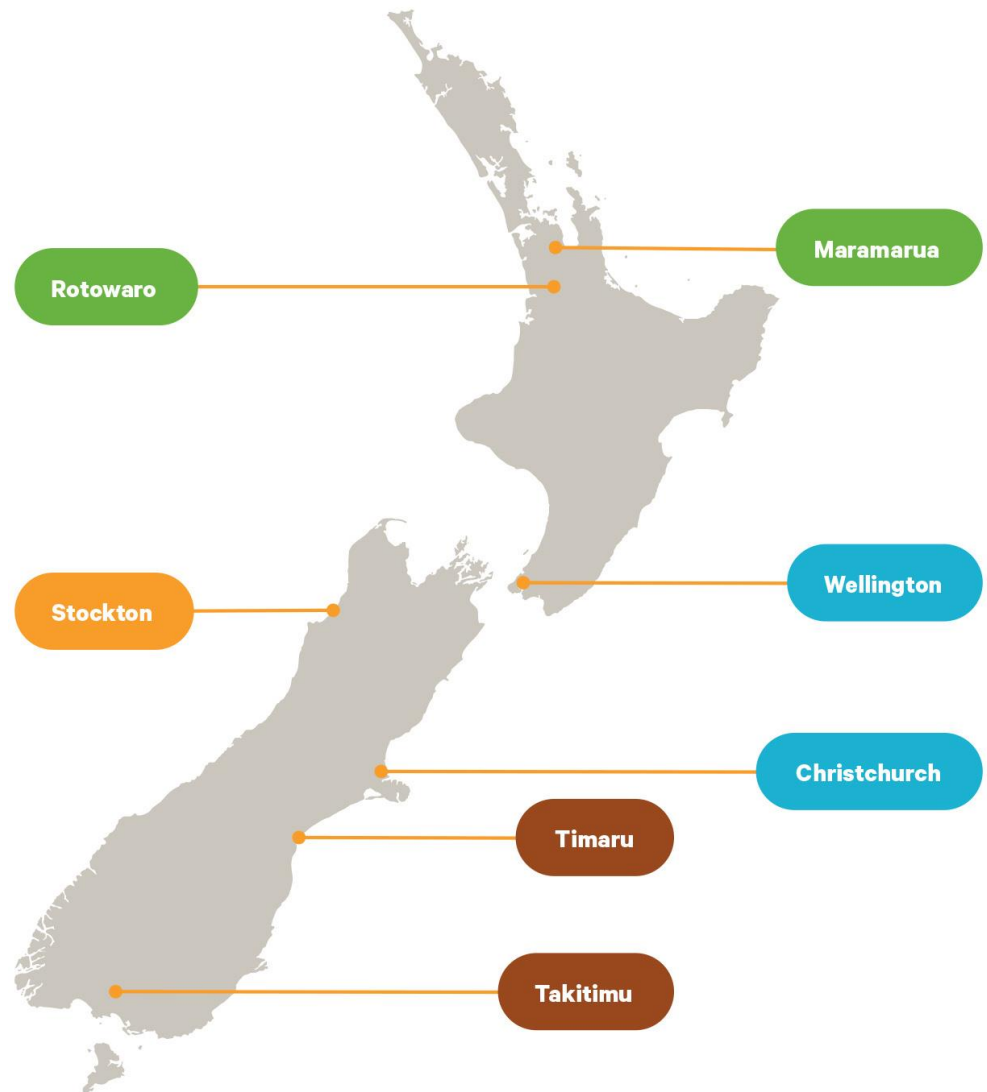 Maramarua
Rotowaro
Wellington
Stockton
Christchurch
Timaru
Takitimu